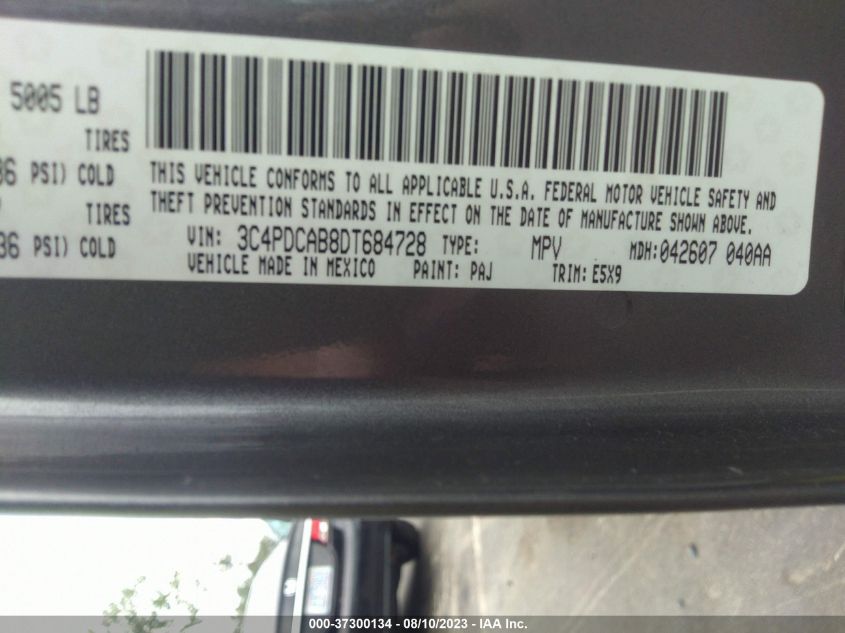 5005 LB
TIRES
36 PSI) COLD
TIRES
36 PSI) COLD
THIS VEHICLE CONFORMS TO ALL APPLICABLE U.S.A. FEDERAL MOTOR VEHICLE SAFETY AND
THEFT PREVENTION STANDARDS IN EFFECT ON THE DATE OF MANUFACTURE SHOWN ABOVE.
VIN: 3C4PDCAB8DT684728 TYPE: MPV MDH:042607 040AA
VEHICLE MADE IN MEXICO PAINT: PAJ TRIM: E5X9
000-37300134 - 08/10/2023 - IAA Inc.